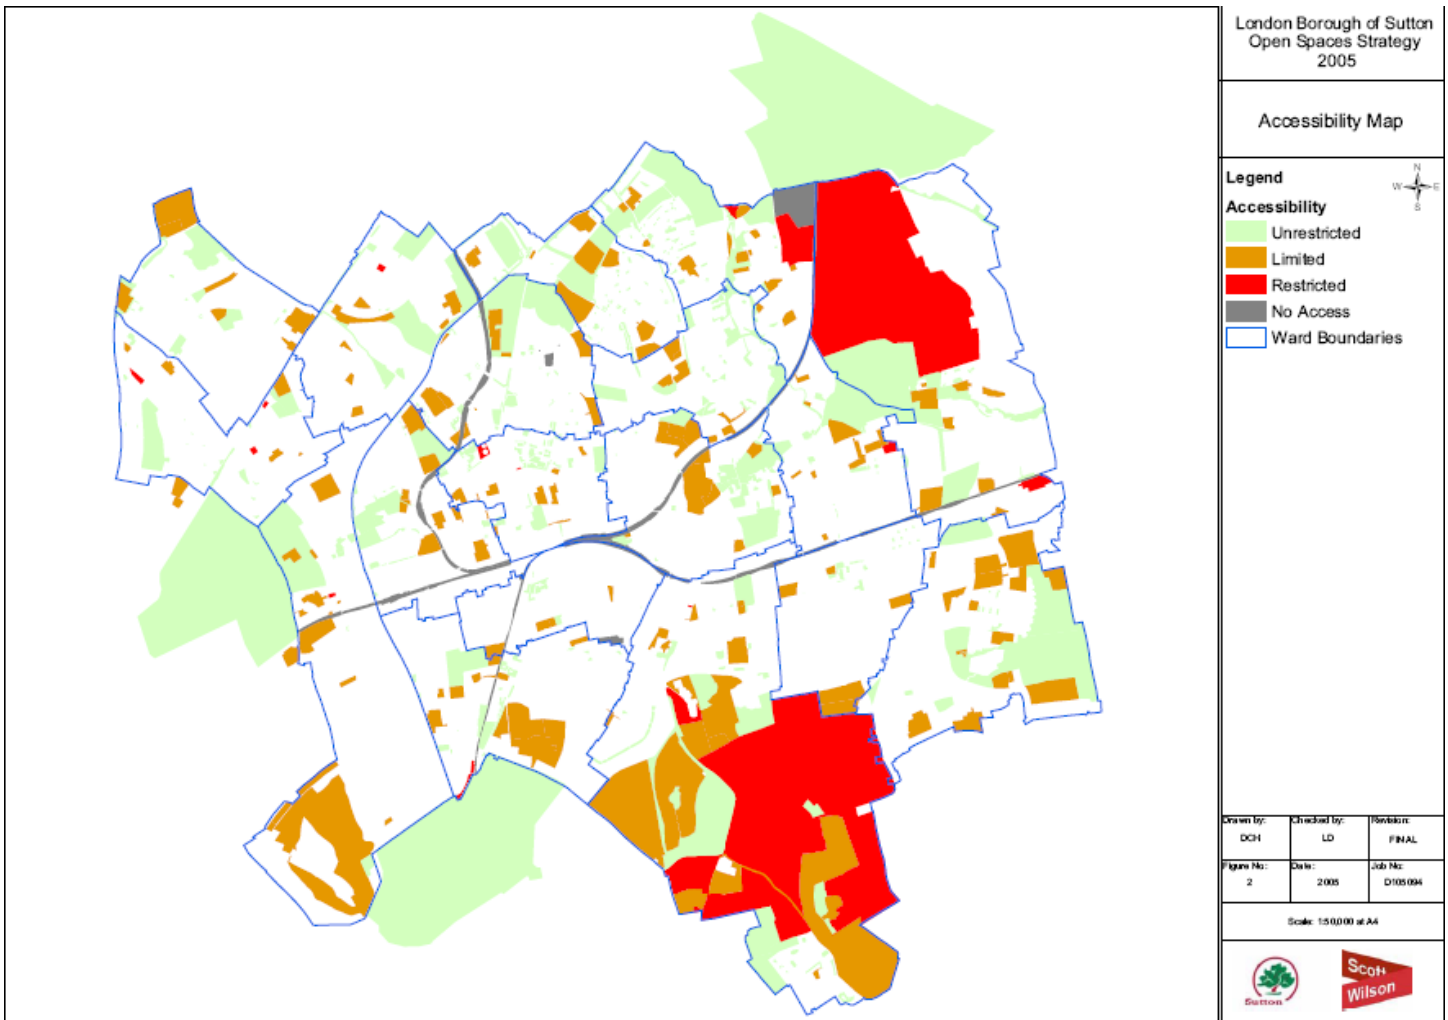 London Borough of Sutton
Open Spaces Strategy
2005
Accessibility Map
Legend
N
W
E
S
Accessibility
Unrestricted
Limited
Restricted
No Access
Ward Boundaries
Drawn by:
DCH
Checked by:
LD
Revision:
FINAL
Figure No:
2
Date:
2005
Job No:
D105094
Scale: 1:50,000 at A4
Sutton
Scott
Wilson